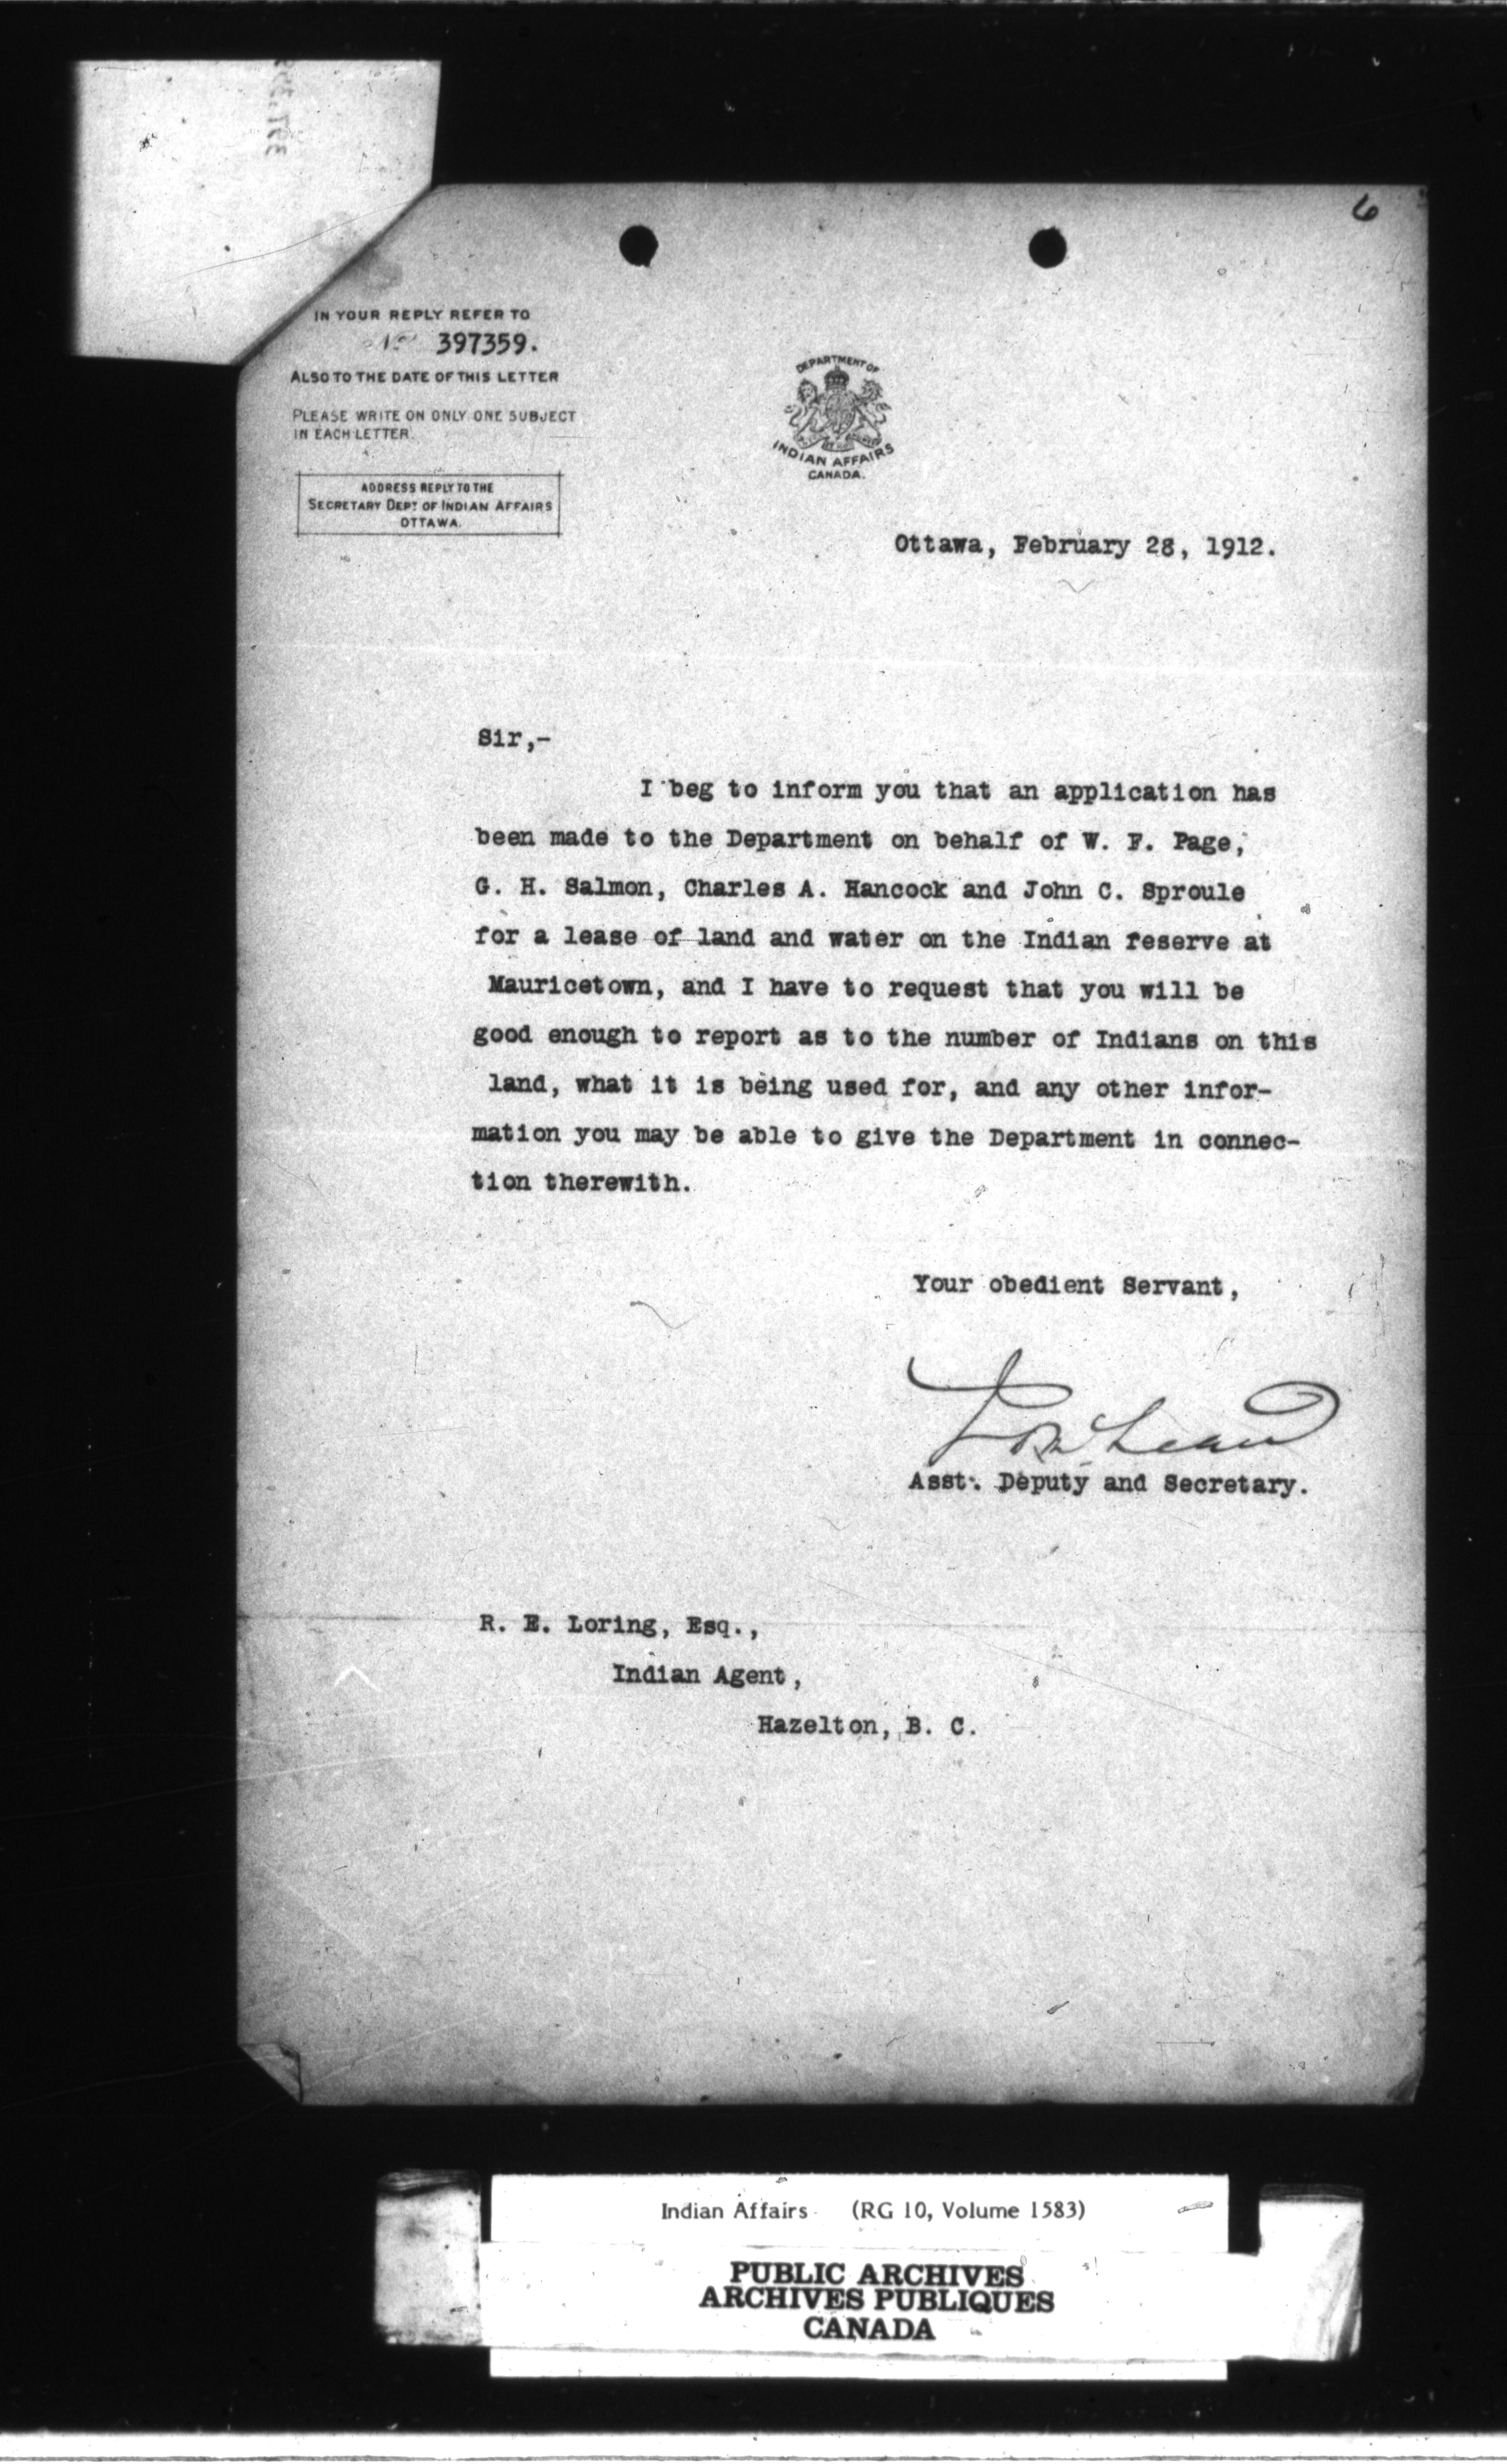 6
IN YOUR REPLY REFER TO
No 397359.
ALSO TO THE DATE OF THIS LETTER
PLEASE WRITE ON ONLY ONE SUBJECT
IN EACH LETTER.
ADDRESS REPLY TO THE
SECRETARY DEPT OF INDIAN AFFAIRS
OTTAWA.
DEPARTMENT OF
INDIAN AFFAIRS
CANADA.
Ottawa, February 28, 1912.
Sir,-
I beg to inform you that an application has
been made to the Department on behalf of W. F. Page,
G. H. Salmon, Charles A. Hancock and John C. Sproule
for a lease of land and water on the Indian reserve at
Mauricetown, and I have to request that you will be
good enough to report as to the number of Indians on this
land, what it is being used for, and any other infor-
mation you may be able to give the Department in connec-
tion therewith.
Your obedient Servant,
Asst. Deputy and Secretary.
R. E. Loring, Esq.,
Indian Agent,
Hazelton, B. C.
Indian Affairs (RG 10, Volume 1583)
PUBLIC ARCHIVES
ARCHIVES PUBLIQUES
CANADA